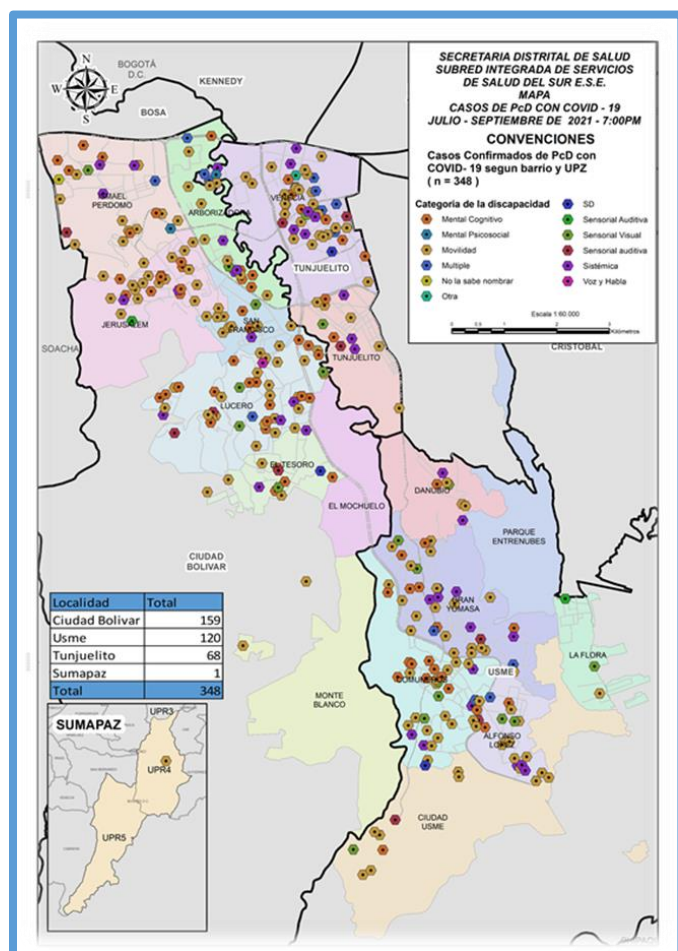 SECRETARIA DISTRITAL DE SALUD
SUBRED INTEGRADA DE SERVICIOS
DE SALUD DEL SUR E.S.E.
MAPA
CASOS DE PcD CON COVID - 19
JULIO - SEPTIEMBRE DE 2021 - 7:00PM
CONVENCIONES
Casos Confirmados de PcD con
COVID- 19 segun barrio y UPZ
( n = 348 )
Categoria de la discapacidad
Mental Cognitivo
Mental Psicosocial
Movilidad
Multiple
No la sabe nombrar
Otra
SD
Sensorial Auditiva
Sensorial Visual
Sensorial auditiva
Sistémica
Voz y Habla
Escala 1:60.000
Kilómetros
N
W
E
S
BOGOTÁ
D.C.
KENNEDY
BOSA
ISMAEL
PERDOMO
ARBORIZADORA
VENECIA
TUNJUELITO
JERUSALEM
SAN
FRANCISCO
TUNJUELITO
SOACHA
CRISTOBAL
LUCERO
EL TESORO
EL MOCHUELO
DANUBIO
PARQUE
ENTRENUBES
CIUDAD
BOLIVAR
GRAN
YOMASA
LA FLORA
USME
COMUNEROS
MONTE
BLANCO
ALFONSO
LOPEZ
CIUDAD
USME
Localidad Total
Ciudad Bolivar 159
Usme 120
Tunjuelito 68
Sumapaz 1
Total 348
SUMAPAZ
UPR3
UPR4
UPR5